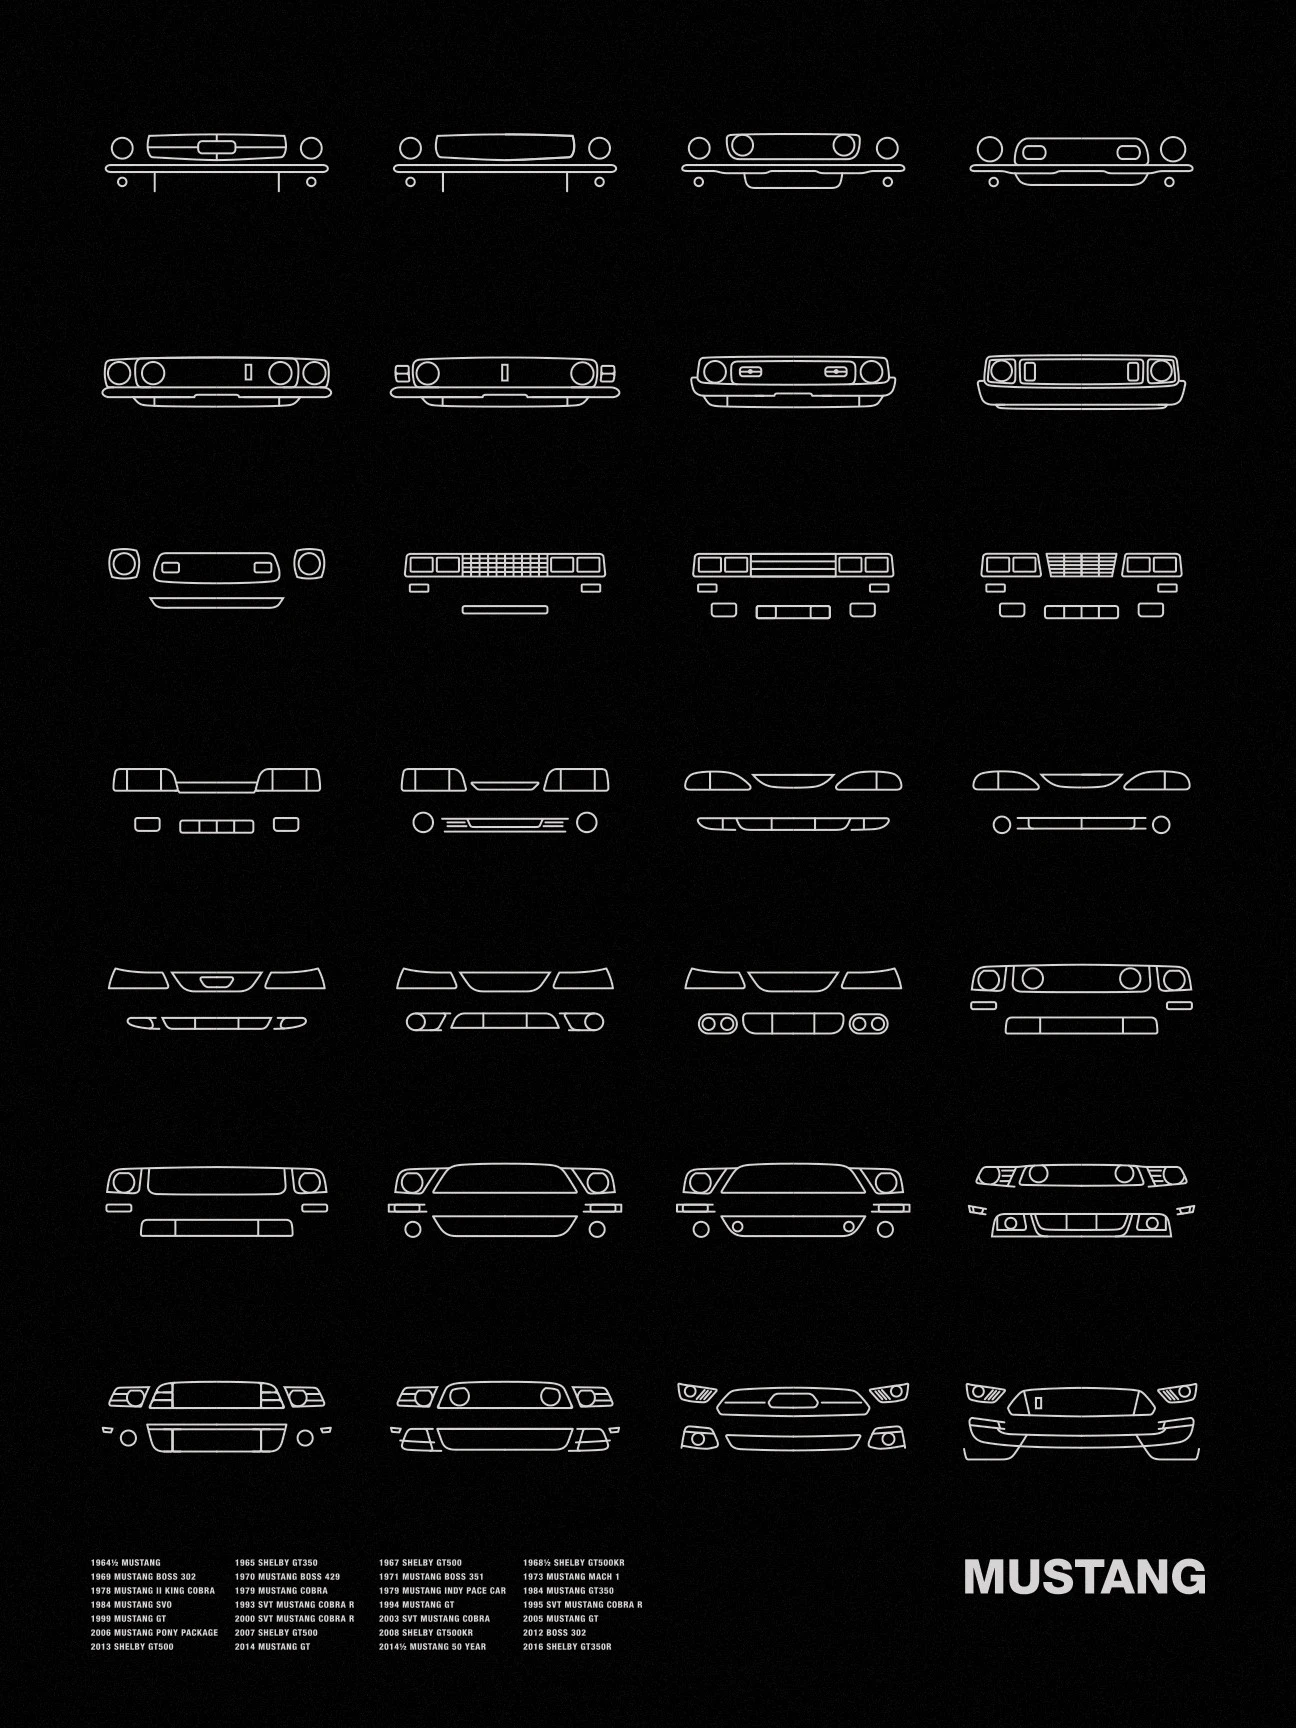 1964½ MUSTANG 1965 SHELBY GT350 1967 SHELBY GT500 1968½ SHELBY GT500KR
1969 MUSTANG BOSS 302 1970 MUSTANG BOSS 429 1971 MUSTANG BOSS 351 1973 MUSTANG MACH 1
1978 MUSTANG II KING COBRA 1979 MUSTANG COBRA 1979 MUSTANG INDY PACE CAR 1984 MUSTANG GT350
1984 MUSTANG SVO 1993 SVT MUSTANG COBRA R 1994 MUSTANG GT 1995 SVT MUSTANG COBRA R
1999 MUSTANG GT 2000 SVT MUSTANG COBRA R 2003 SVT MUSTANG COBRA 2005 MUSTANG GT
2006 MUSTANG PONY PACKAGE 2007 SHELBY GT500 2008 SHELBY GT500KR 2012 BOSS 302
2013 SHELBY GT500 2014 MUSTANG GT 2014½ MUSTANG 50 YEAR 2016 SHELBY GT350R
MUSTANG